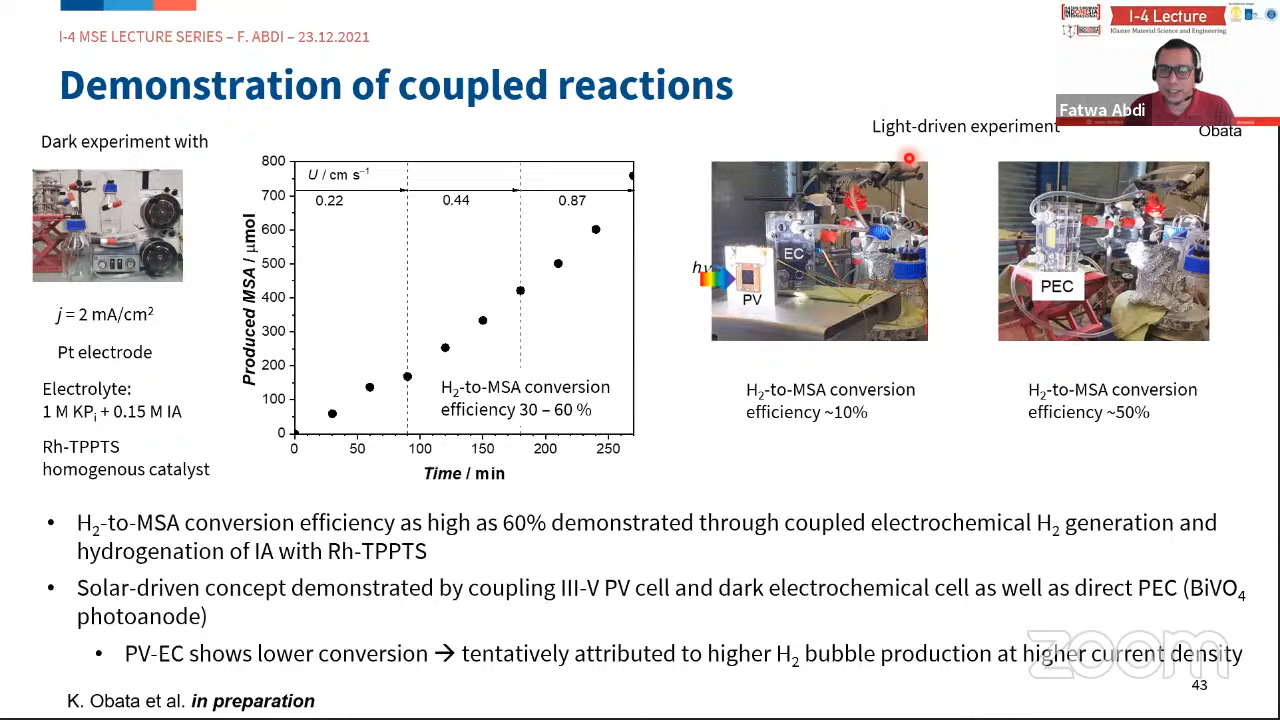 I-4 MSE LECTURE SERIES – F. ABDI – 23.12.2021
Demonstration of coupled reactions
I-4 Lecture
Kluster Material Science and Engineering
Fatwa Abdi
Dark experiment with
Light-driven experiment
Obata
j = 2 mA/cm²
Pt electrode
Electrolyte:
1 M KPi + 0.15 M IA
Rh-TPPTS
homogenous catalyst
Produced MSA / μmol
800
700
600
500
400
300
200
100
0
U / cm s⁻¹
0.22 0.44 0.87
H₂-to-MSA conversion
efficiency 30 – 60 %
0 50 100 150 200 250
Time / min
hν
EC
PV
PEC
H₂-to-MSA conversion
efficiency ~10%
H₂-to-MSA conversion
efficiency ~50%
• H₂-to-MSA conversion efficiency as high as 60% demonstrated through coupled electrochemical H₂ generation and
hydrogenation of IA with Rh-TPPTS
• Solar-driven concept demonstrated by coupling III-V PV cell and dark electrochemical cell as well as direct PEC (BiVO₄
photoanode)
• PV-EC shows lower conversion → tentatively attributed to higher H₂ bubble production at higher current density
zoom
43
K. Obata et al. in preparation